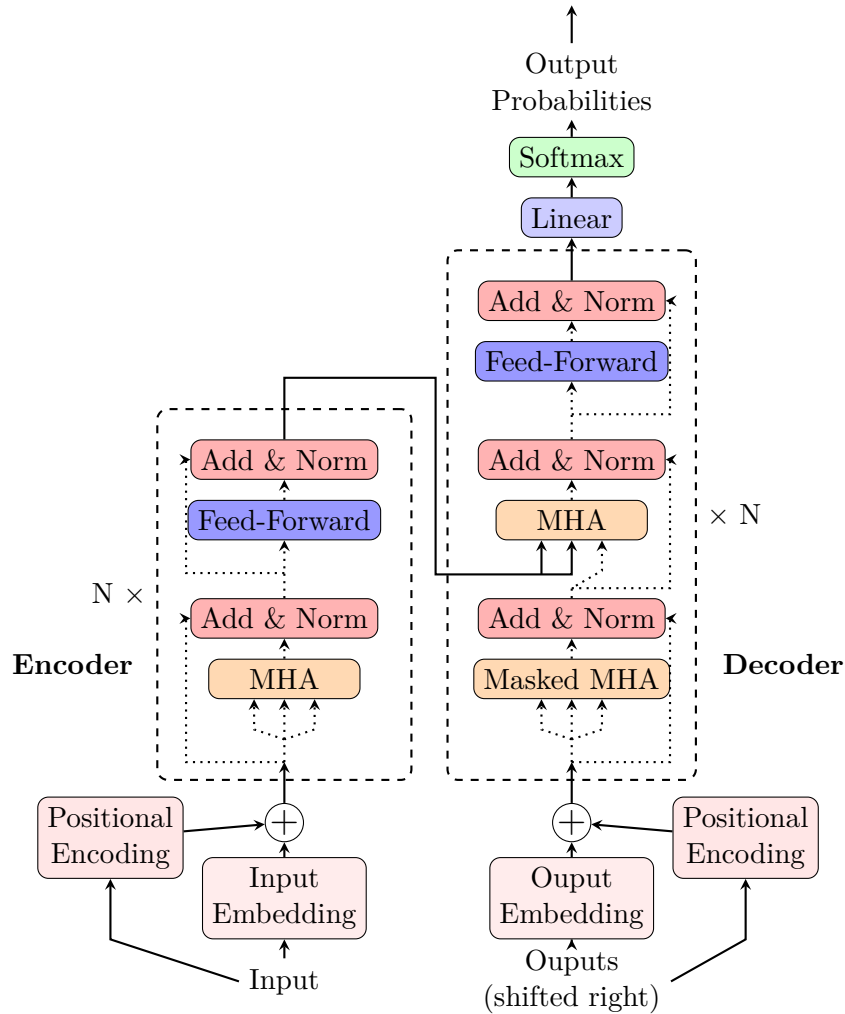 Output
Probabilities
Softmax
Linear
Add & Norm
Feed-Forward
Add & Norm
MHA
× N
Add & Norm
Masked MHA
Decoder
Add & Norm
Feed-Forward
N ×
Add & Norm
MHA
Encoder
Positional
Encoding
+
Input
Embedding
Input
+
Positional
Encoding
Ouput
Embedding
Ouputs
(shifted right)